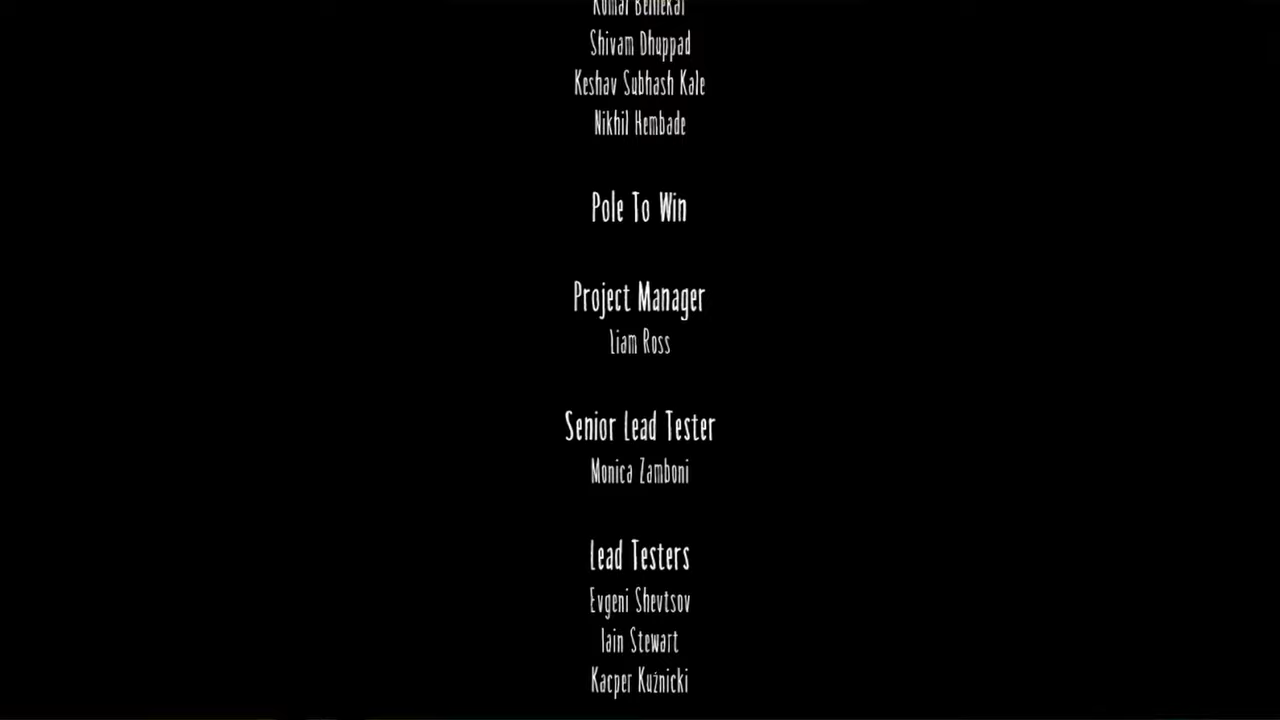 Shivam Dhuppad
Keshav Subhash Kale
Nikhil Hembade
Pole To Win
Project Manager
Liam Ross
Senior Lead Tester
Monica Zamboni
Lead Testers
Evgeni Shevtsov
Iain Stewart
Kacper Kuźnicki